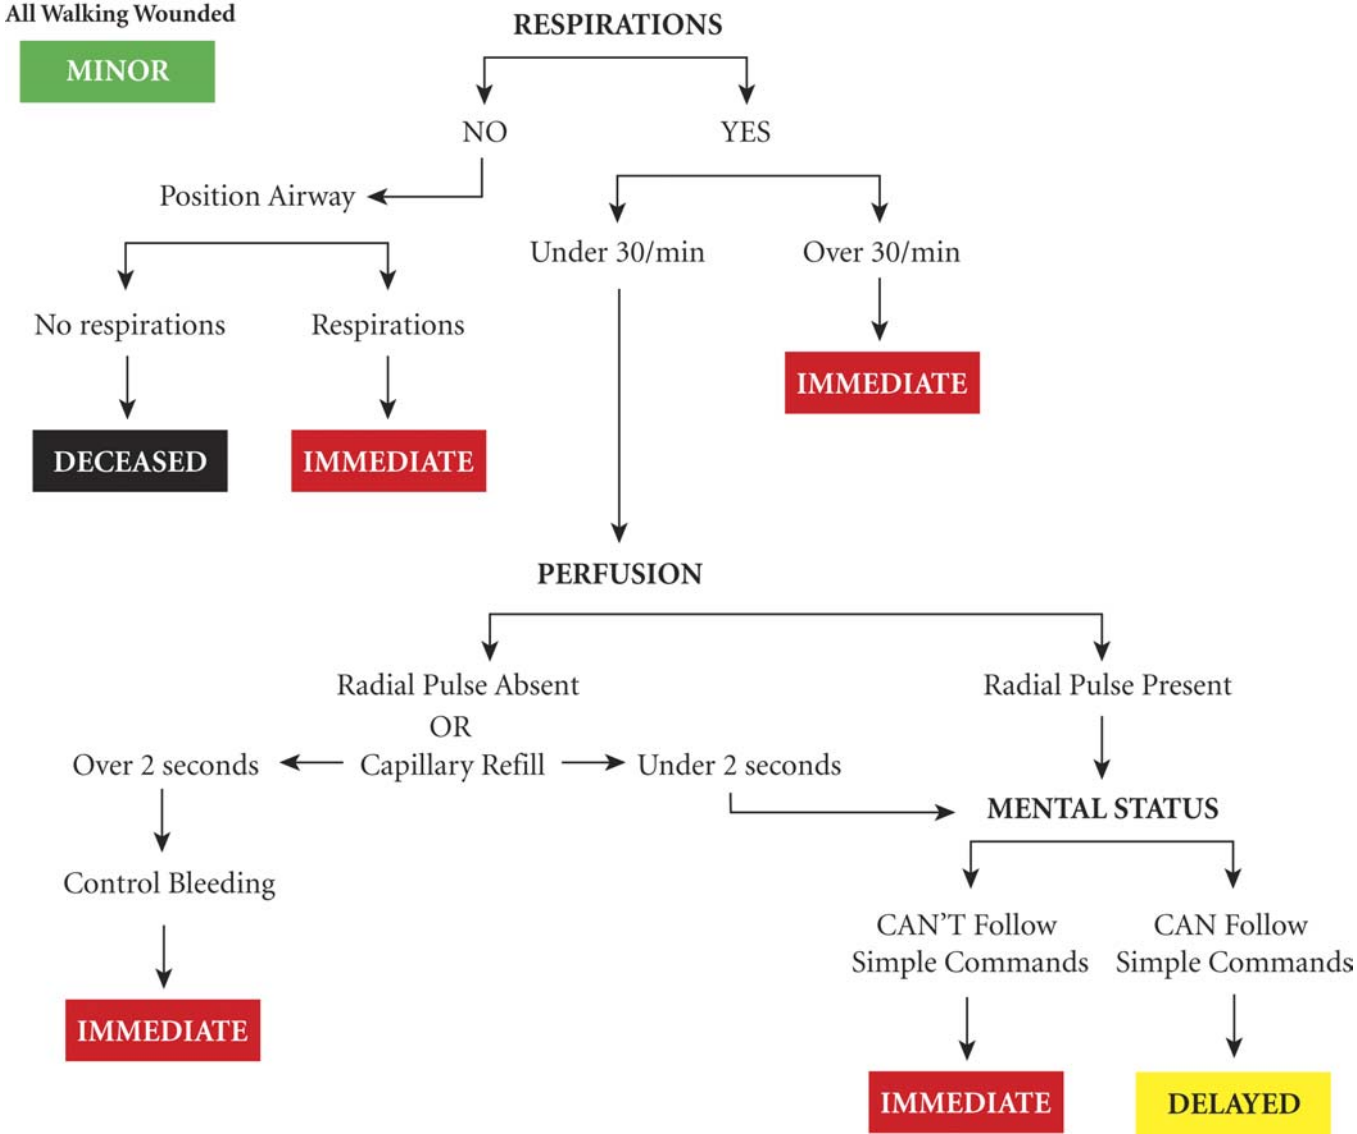 All Walking Wounded
MINOR
RESPIRATIONS
NO
YES
Position Airway
Under 30/min
Over 30/min
No respirations
Respirations
IMMEDIATE
DECEASED
IMMEDIATE
PERFUSION
Radial Pulse Absent
Radial Pulse Present
OR
Over 2 seconds
Capillary Refill
Under 2 seconds
MENTAL STATUS
Control Bleeding
CAN’T Follow
Simple Commands
CAN Follow
Simple Commands
IMMEDIATE
IMMEDIATE
DELAYED